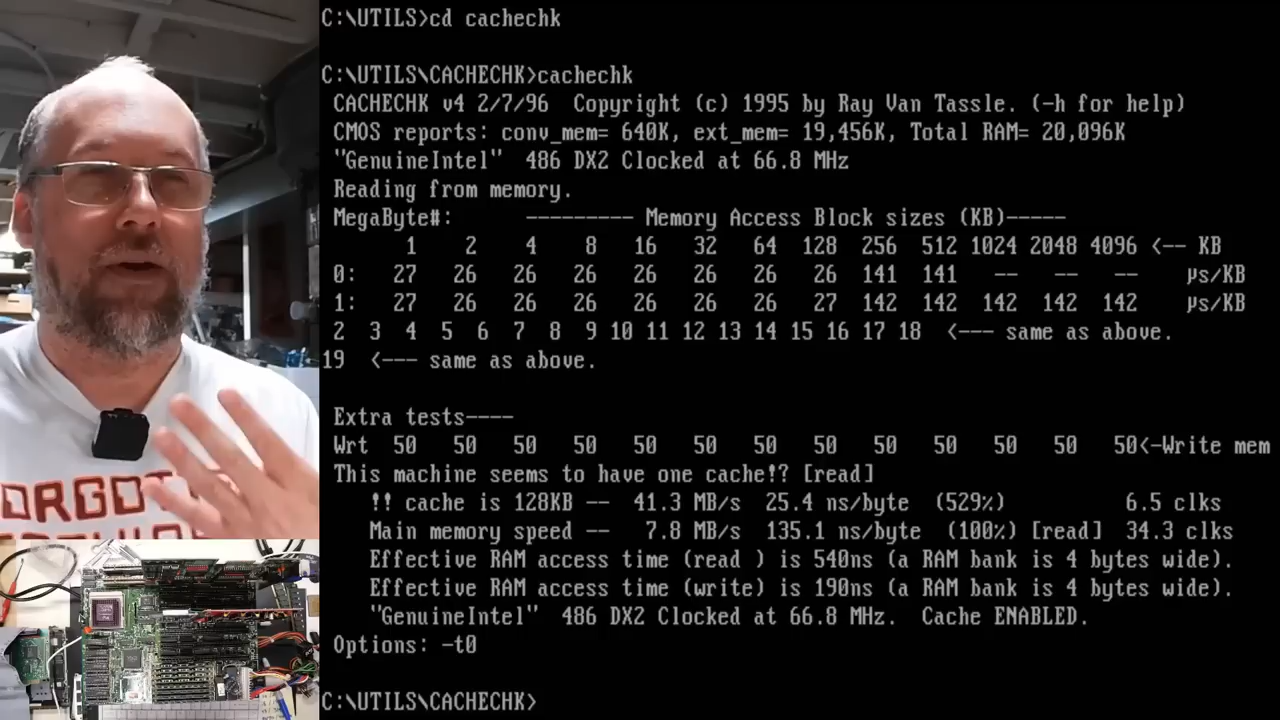 C:\UTILS>cd cachechk
C:\UTILS\CACHECHK>cachechk
CACHECHK v4 2/7/96  Copyright (c) 1995 by Ray Van Tassle. (-h for help)
CMOS reports: conv_mem= 640K, ext_mem= 19,456K, Total RAM= 20,096K
"GenuineIntel"  486 DX2 Clocked at 66.8 MHz
Reading from memory.
MegaByte#:      --------- Memory Access Block sizes (KB)-----
1    2    4    8   16   32   64  128  256  512 1024 2048 4096 <-- KB
0:   27   26   26   26   26   26   26   26  141  141   --   --   --    µs/KB
1:   27   26   26   26   26   26   26   27  142  142  142  142  142    µs/KB
2  3  4  5  6  7  8  9 10 11 12 13 14 15 16 17 18  <--- same as above.
19  <--- same as above.
Extra tests----
Wrt  50   50   50   50   50   50   50   50   50   50   50   50   50<-Write mem
This machine seems to have one cache!? [read]
!! cache is 128KB --  41.3 MB/s  25.4 ns/byte  (529%)         6.5 clks
Main memory speed --   7.8 MB/s  135.1 ns/byte  (100%) [read]  34.3 clks
Effective RAM access time (read ) is 540ns (a RAM bank is 4 bytes wide).
Effective RAM access time (write) is 190ns (a RAM bank is 4 bytes wide).
"GenuineIntel"  486 DX2 Clocked at 66.8 MHz.  Cache ENABLED.
Options: -t0
C:\UTILS\CACHECHK>